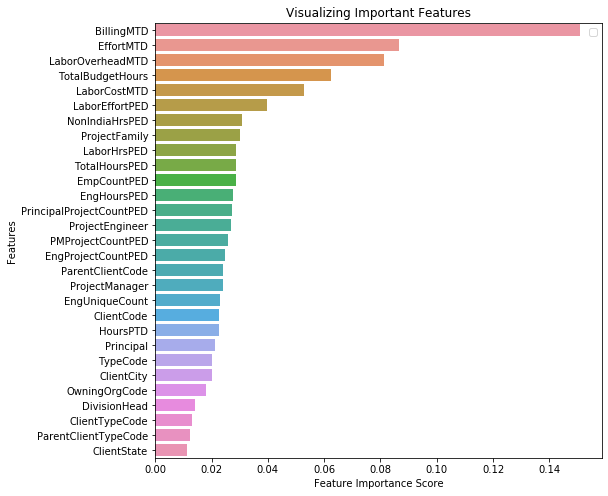 Visualizing Important Features
BillingMTD
EffortMTD
LaborOverheadMTD
TotalBudgetHours
LaborCostMTD
LaborEffortPED
NonIndiaHrsPED
ProjectFamily
LaborHrsPED
TotalHoursPED
EmpCountPED
EngHoursPED
PrincipalProjectCountPED
ProjectEngineer
PMProjectCountPED
EngProjectCountPED
ParentClientCode
ProjectManager
EngUniqueCount
ClientCode
HoursPTD
Principal
TypeCode
ClientCity
OwningOrgCode
DivisionHead
ClientTypeCode
ParentClientTypeCode
ClientState
Features
0.00 0.02 0.04 0.06 0.08 0.10 0.12 0.14
Feature Importance Score